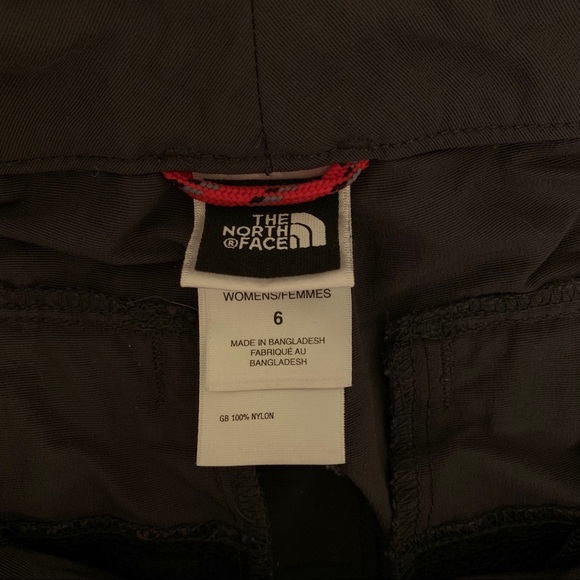 THE
NORTH
® FACE
WOMENS/FEMMES
6
MADE IN BANGLADESH
FABRIQUÉ AU
BANGLADESH
GB 100% NYLON